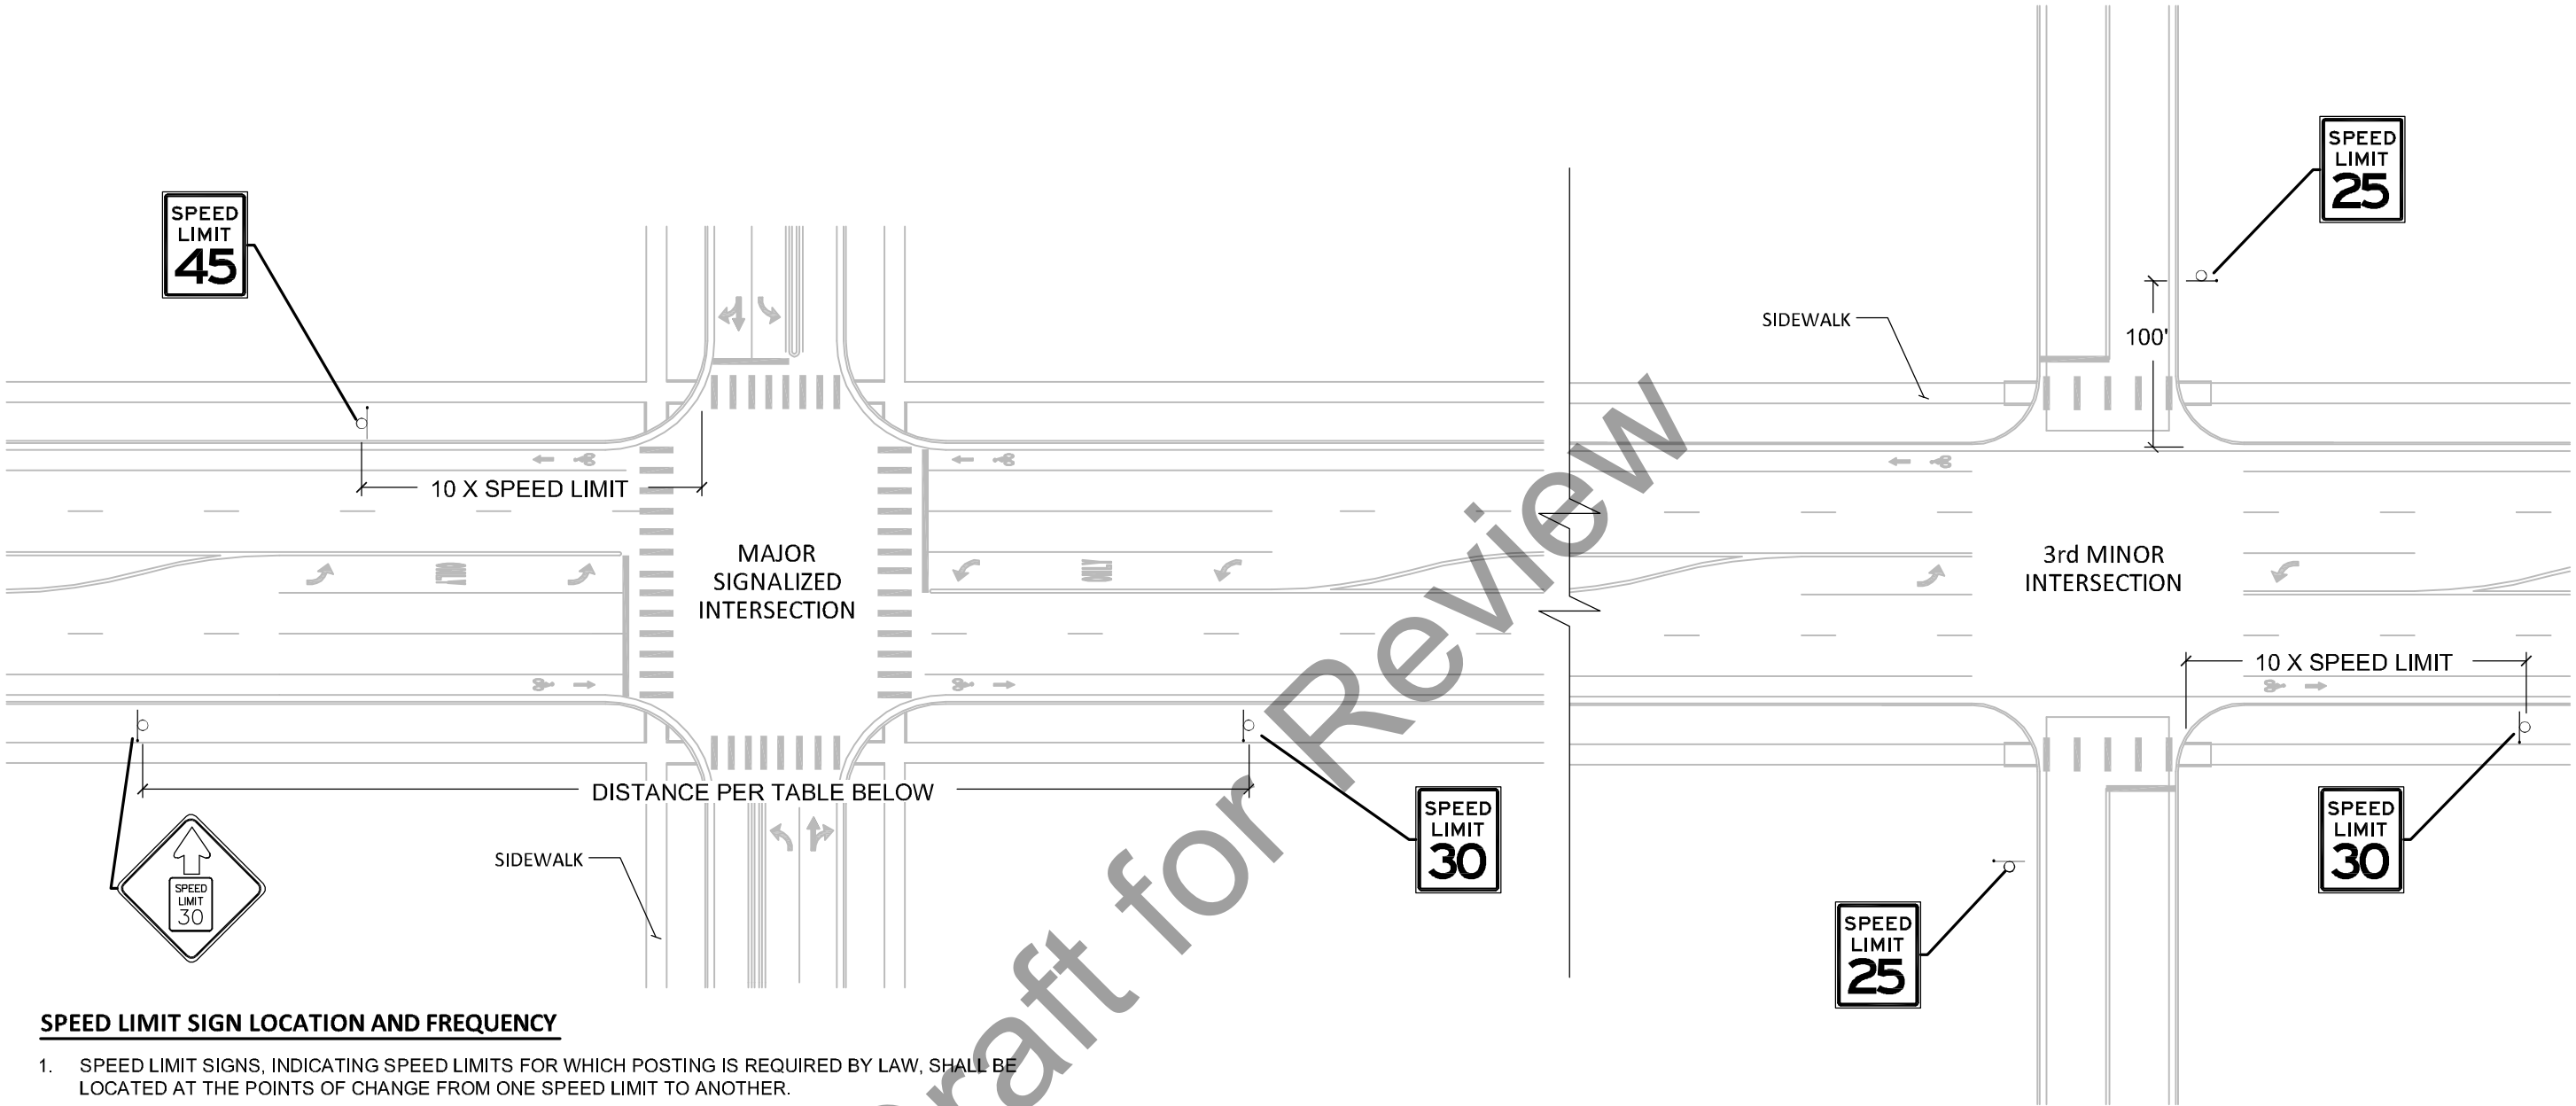 SPEED
LIMIT
25
SPEED
LIMIT
45
SIDEWALK
100'
10 X SPEED LIMIT
MAJOR
SIGNALIZED
INTERSECTION
ONLY
ONLY
3rd MINOR
INTERSECTION
10 X SPEED LIMIT
DISTANCE PER TABLE BELOW
SPEED
LIMIT
30
SPEED
LIMIT
30
SIDEWALK
SPEED
LIMIT
30
SPEED
LIMIT
25
SPEED LIMIT SIGN LOCATION AND FREQUENCY
1. SPEED LIMIT SIGNS, INDICATING SPEED LIMITS FOR WHICH POSTING IS REQUIRED BY LAW, SHALL BE
LOCATED AT THE POINTS OF CHANGE FROM ONE SPEED LIMIT TO ANOTHER.
raft for Review